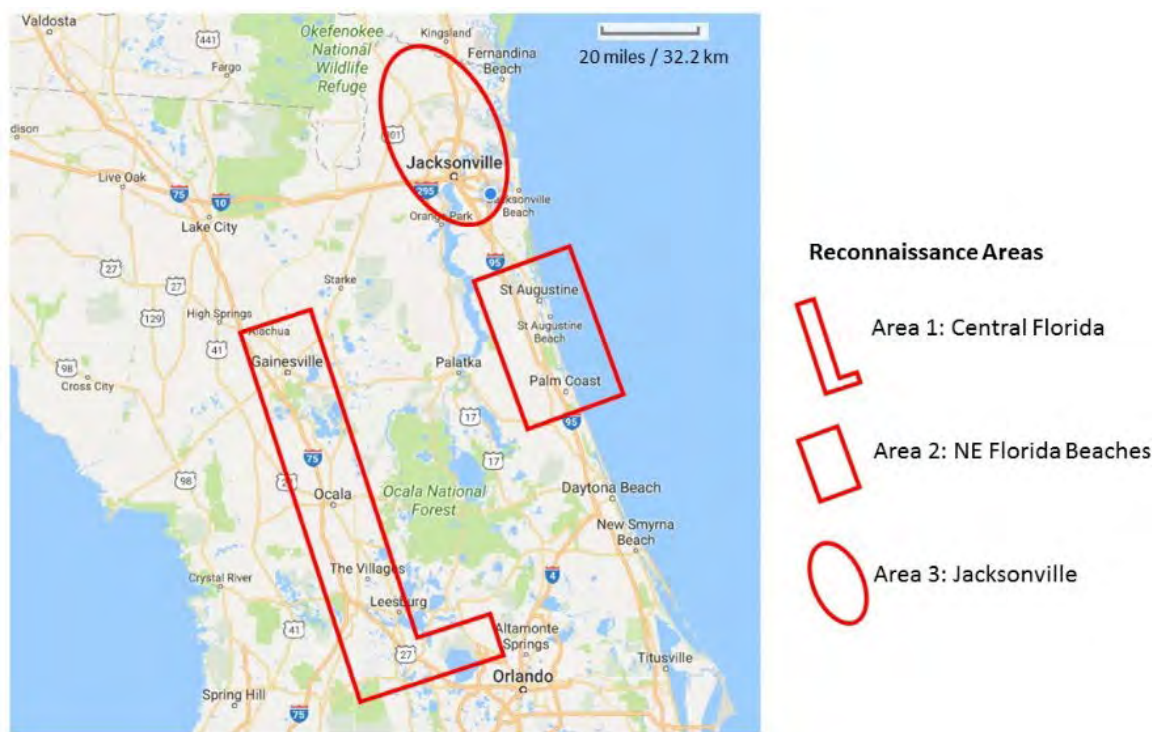 Valdosta
441
Okefenokee
National
Wildlife
Refuge
Kingsland
20 miles / 32.2 km
Fernandina
Beach
Fargo
dison
Live Oak
75
10
Lake City
Jacksonville
295
Jacksonville
Beach
Orange Park
95
27
27
Starke
High Springs
129
41
St Augustine
St Augustine
Beach
Gainesville
Palatka
98
Cross City
Palm Coast
17
95
75
17
98
Ocala
Ocala National
Forest
Daytona Beach
New Smyrna
Beach
The Villages
Crystal River
4
Leesburg
41
27
Altamonte
Springs
Orlando
Titusville
Spring Hill
75
Reconnaissance Areas
Area 1: Central Florida
Area 2: NE Florida Beaches
Area 3: Jacksonville